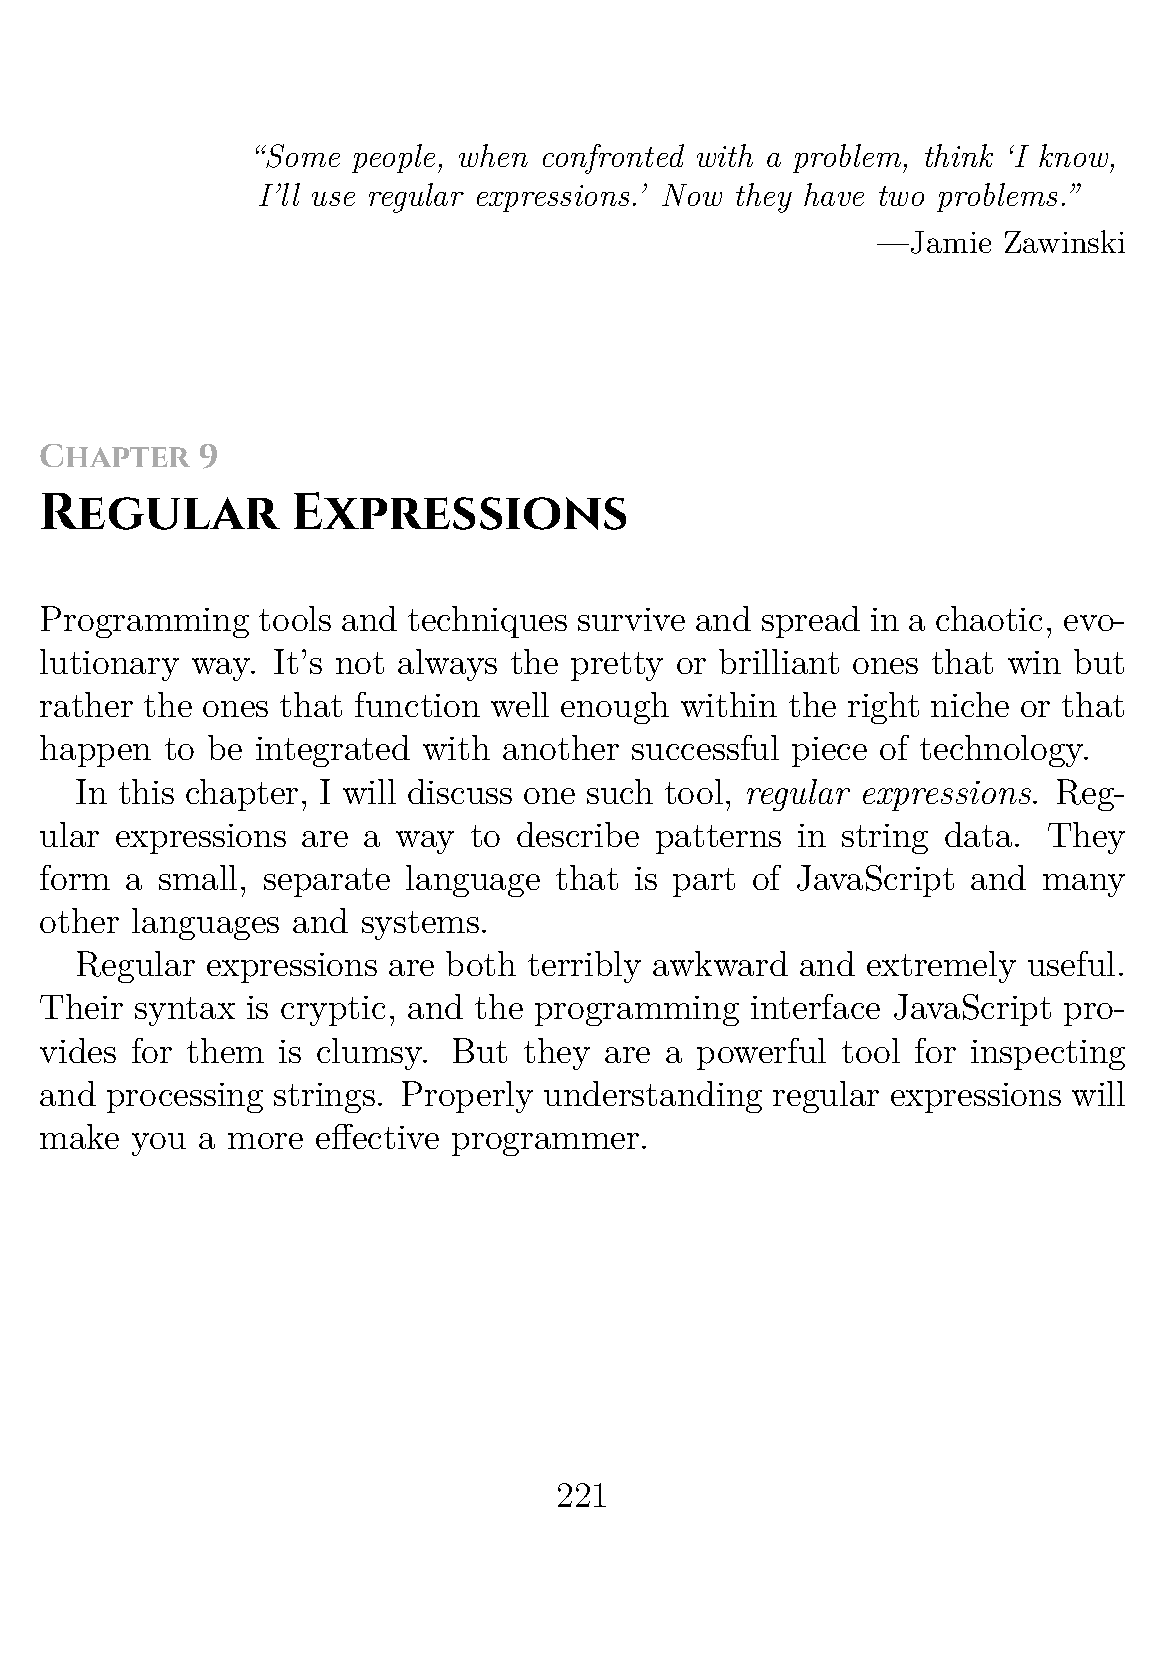 “Some people, when confronted with a problem, think ‘I know,
I’ll use regular expressions.’ Now they have two problems.”
—Jamie Zawinski
Chapter 9
Regular Expressions
Programming tools and techniques survive and spread in a chaotic, evo-
lutionary way. It’s not always the pretty or brilliant ones that win but
rather the ones that function well enough within the right niche or that
happen to be integrated with another successful piece of technology.
In this chapter, I will discuss one such tool, regular expressions. Reg-
ular expressions are a way to describe patterns in string data. They
form a small, separate language that is part of JavaScript and many
other languages and systems.
Regular expressions are both terribly awkward and extremely useful.
Their syntax is cryptic, and the programming interface JavaScript pro-
vides for them is clumsy. But they are a powerful tool for inspecting
and processing strings. Properly understanding regular expressions will
make you a more effective programmer.
221